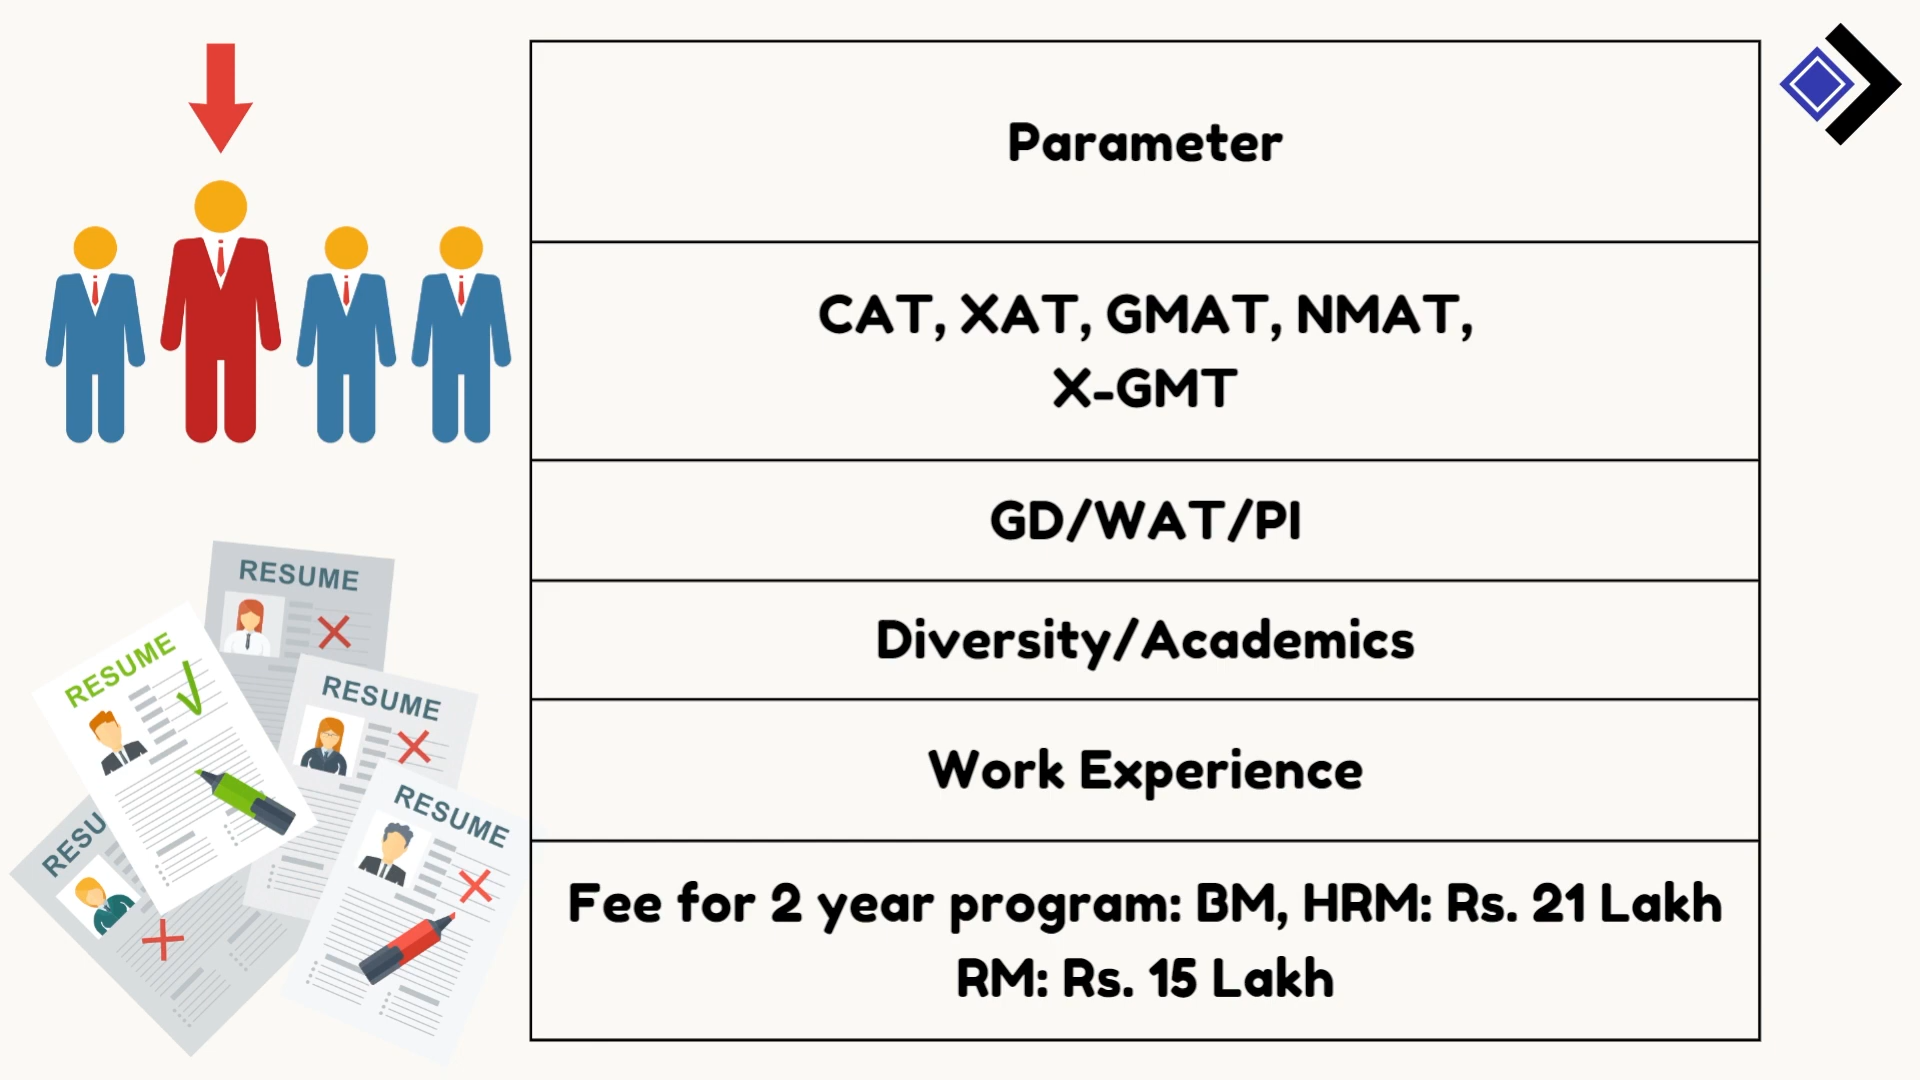 Parameter
CAT, XAT, GMAT, NMAT,
X-GMT
GD/WAT/PI
Diversity/Academics
Work Experience
Fee for 2 year program: BM, HRM: Rs. 21 Lakh
RM: Rs. 15 Lakh
RESUME
RESUME
RESUME
RESUME
RESU